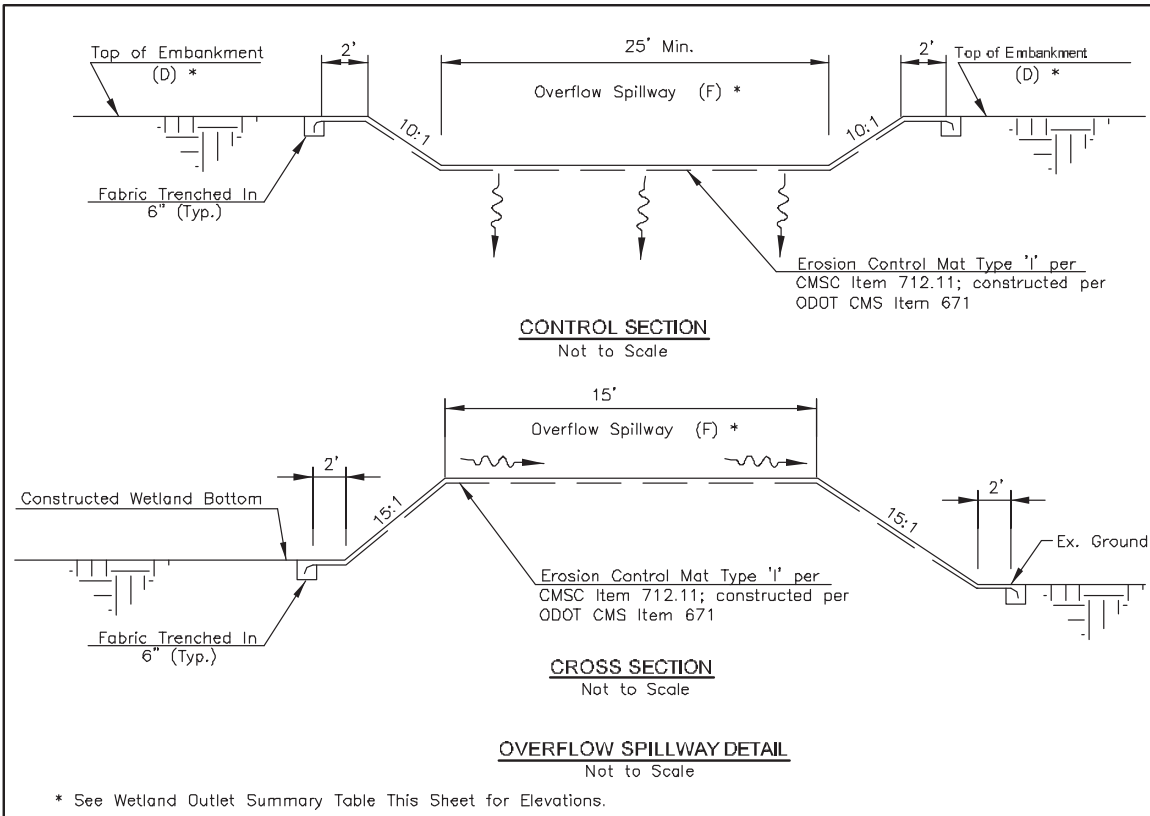 Top of Embankment
(D) *
2'
25' Min.
Overflow Spillway (F) *
2'
Top of Embankment
(D) *
10:1
10:1
Fabric Trenched In
6" (Typ.)
Erosion Control Mat Type 'I' per
CMSC Item 712.11; constructed per
ODOT CMS Item 671
CONTROL SECTION
Not to Scale
15'
Overflow Spillway (F) *
2'
2'
Constructed Wetland Bottom
15:1
15:1
Ex. Ground
Erosion Control Mat Type 'I' per
CMSC Item 712.11; constructed per
ODOT CMS Item 671
Fabric Trenched In
6" (Typ.)
CROSS SECTION
Not to Scale
OVERFLOW SPILLWAY DETAIL
Not to Scale
* See Wetland Outlet Summary Table This Sheet for Elevations.